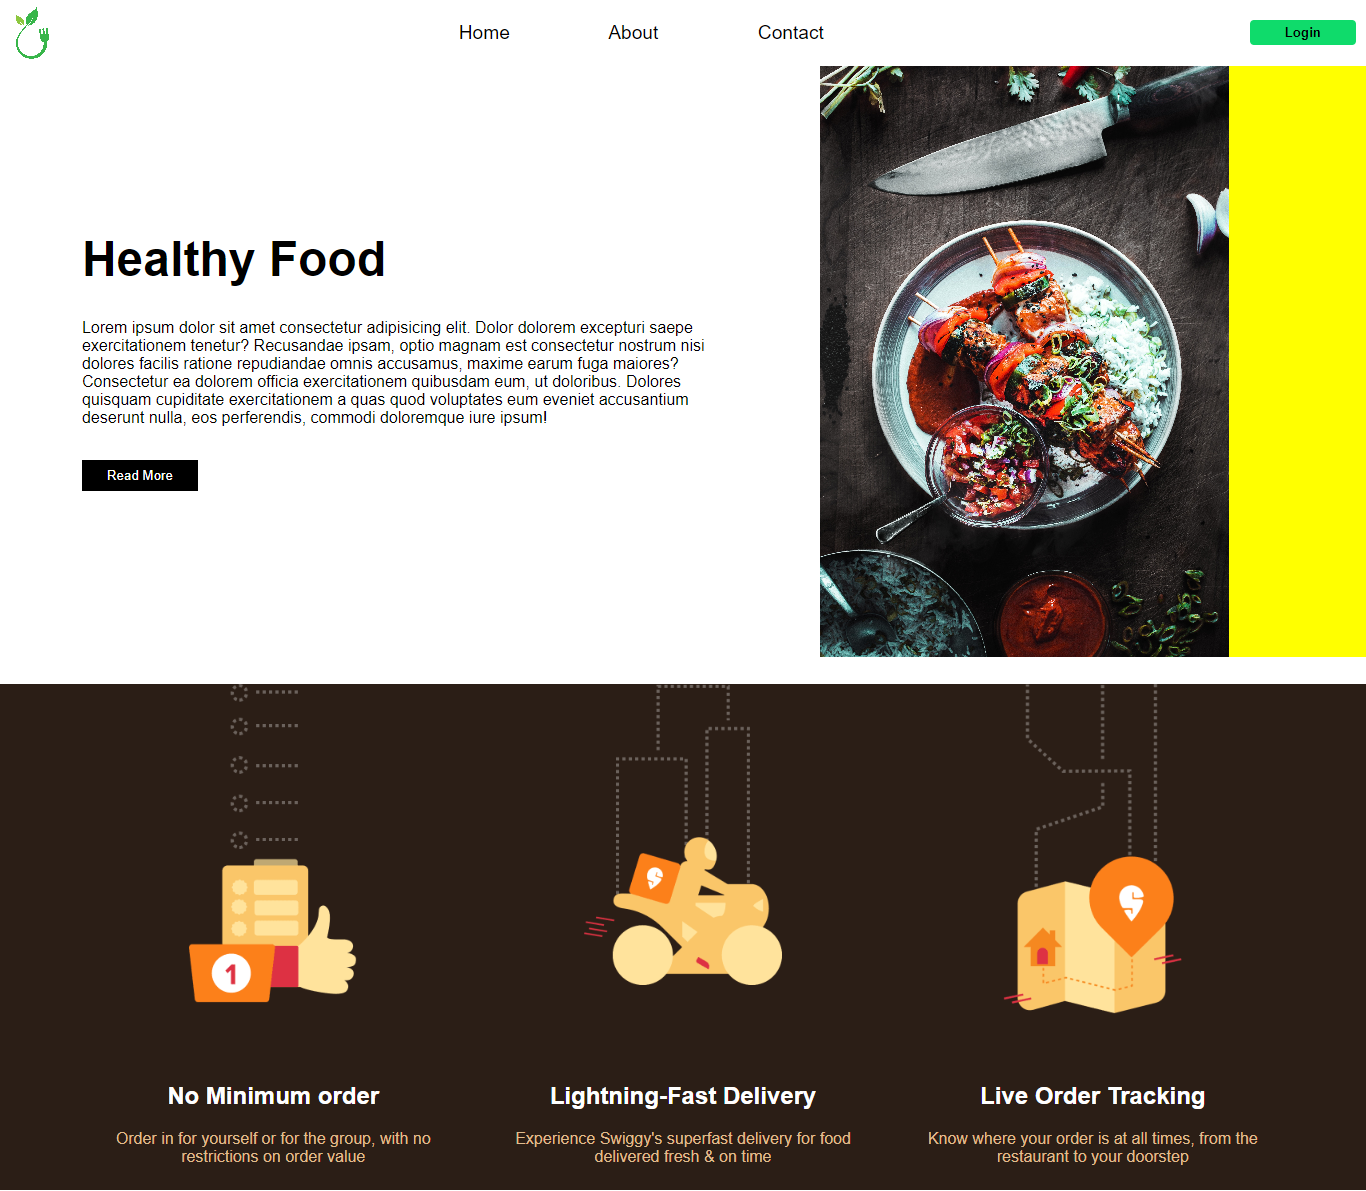 Home About Contact Login
Healthy Food
Lorem ipsum dolor sit amet consectetur adipisicing elit. Dolor dolorem excepturi saepe
exercitationem tenetur? Recusandae ipsam, optio magnam est consectetur nostrum nisi
dolores facilis ratione repudiandae omnis accusamus, maxime earum fuga maiores?
Consectetur ea dolorem officia exercitationem quibusdam eum, ut doloribus. Dolores
quisquam cupiditate exercitationem a quas quod voluptates eum eveniet accusantium
deserunt nulla, eos perferendis, commodi doloremque iure ipsum!
Read More
1
No Minimum order
Order in for yourself or for the group, with no
restrictions on order value
Lightning-Fast Delivery
Experience Swiggy's superfast delivery for food
delivered fresh & on time
Live Order Tracking
Know where your order is at all times, from the
restaurant to your doorstep